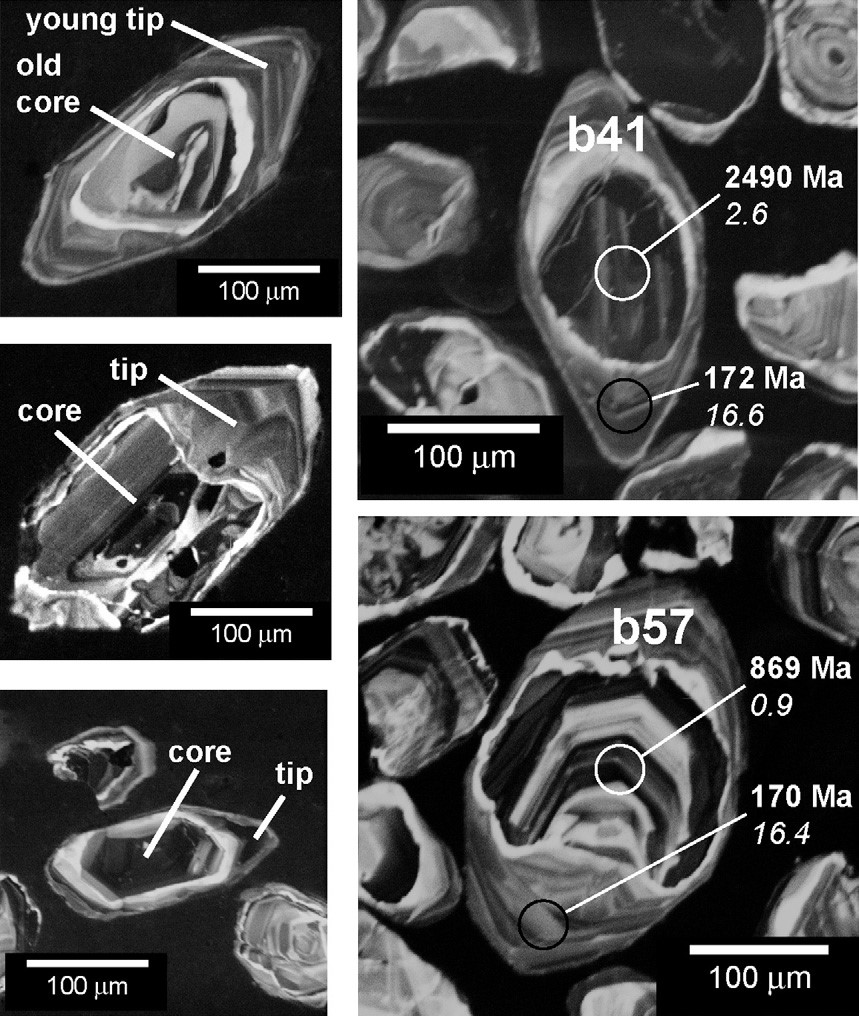 young tip
old
core
100 µm
tip
core
100 µm
core
tip
100 µm
b41
2490 Ma
2.6
172 Ma
16.6
100 µm
b57
869 Ma
0.9
170 Ma
16.4
100 µm